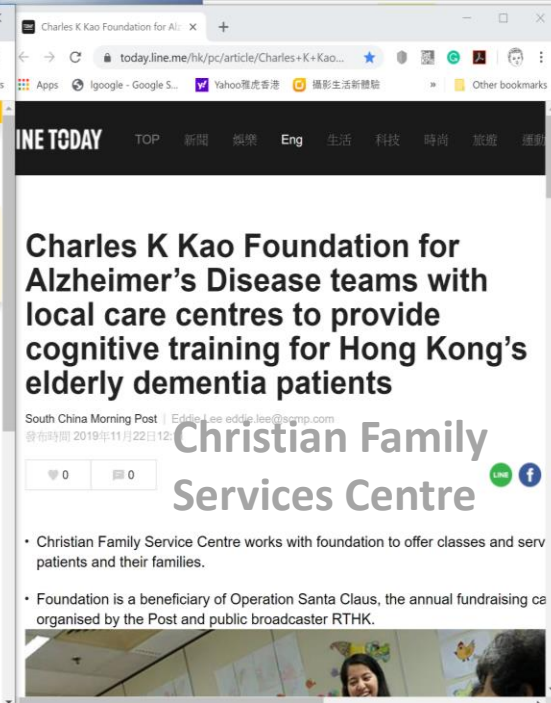 Charles K Kao Foundation for Alz
today.line.me/hk/pc/article/Charles+K+Kao...
Apps Igoogle - Google S... Yahoo雅虎香港 攝影生活新體驗 » Other bookmarks
INE TODAY TOP 新聞 娛樂 Eng 生活 科技 時尚 旅遊 運動
Charles K Kao Foundation for
Alzheimer’s Disease teams with
local care centres to provide
cognitive training for Hong Kong’s
elderly dementia patients
South China Morning Post | Eddie Lee eddie.lee@scmp.com
發布時間 2019年11月22日12:
Christian Family
Services Centre
0 0 LINE f
• Christian Family Service Centre works with foundation to offer classes and serv
patients and their families.
• Foundation is a beneficiary of Operation Santa Claus, the annual fundraising ca
organised by the Post and public broadcaster RTHK.